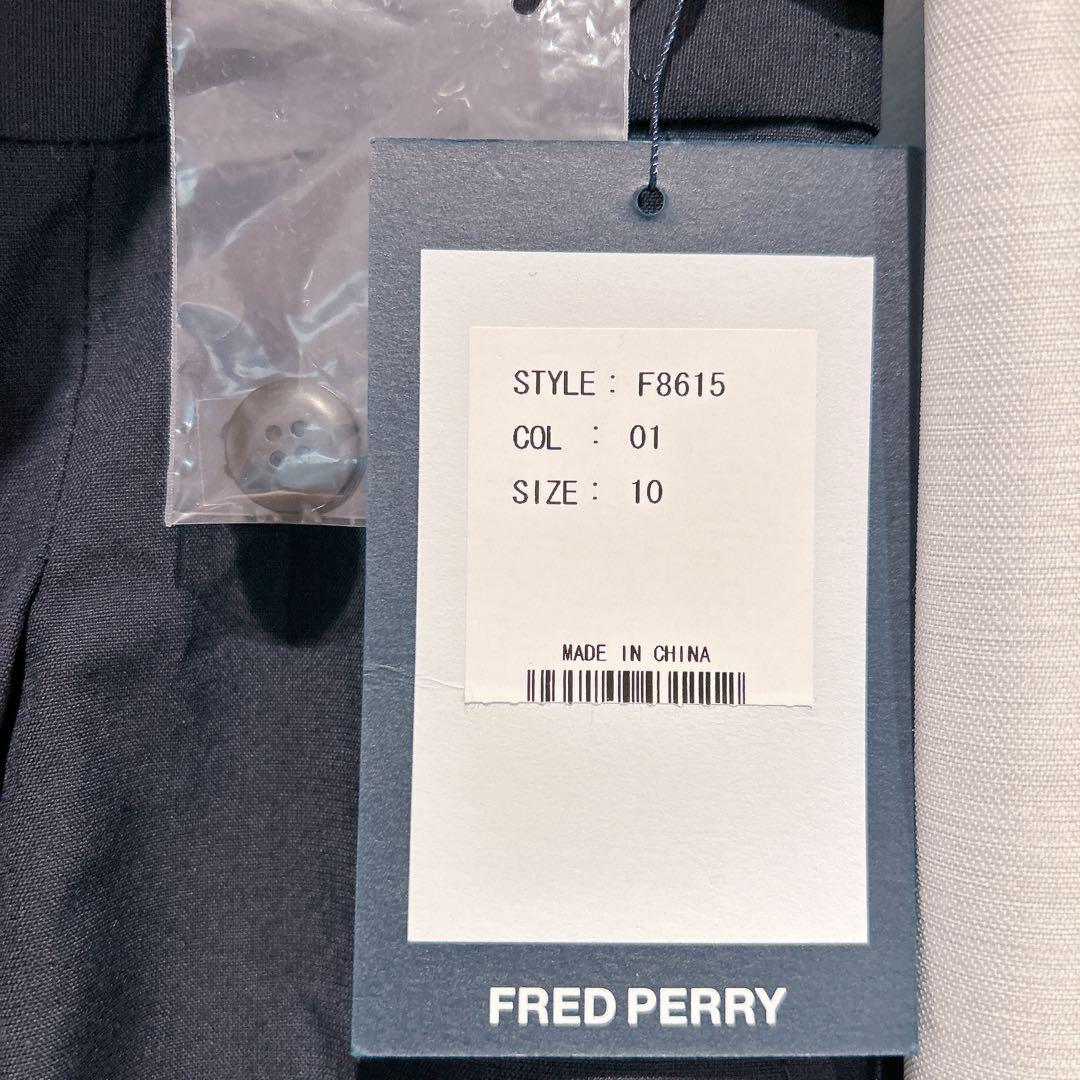 STYLE: F8615
COL : 01
SIZE: 10
MADE IN CHINA
FRED PERRY